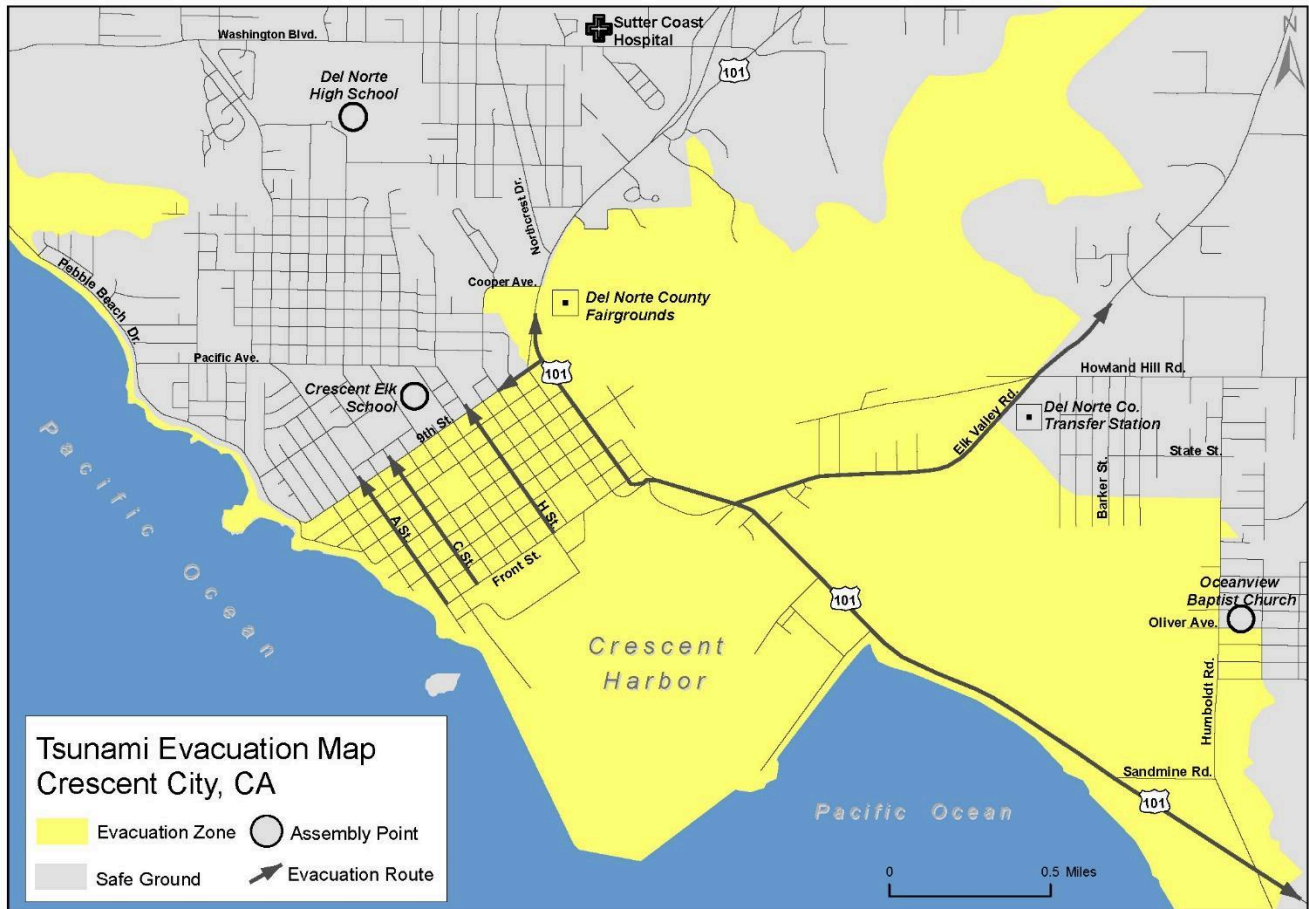 Washington Blvd.
Sutter Coast
Hospital
N
101
Del Norte
High School
Northcrest Dr.
Cooper Ave.
Del Norte County
Fairgrounds
Pebble Beach Dr.
Pacific Ave.
101
Howland Hill Rd.
Crescent Elk
School
Elk Valley Rd.
Del Norte Co.
Transfer Station
9th St.
State St.
Barker St.
A St.
C St.
H St.
Front St.
Pacific Ocean
101
Oceanview
Baptist Church
Oliver Ave.
Crescent
Harbor
Humboldt Rd.
Sandmine Rd.
101
Pacific Ocean
Tsunami Evacuation Map
Crescent City, CA
Evacuation Zone
Assembly Point
Safe Ground
Evacuation Route
0 0.5 Miles